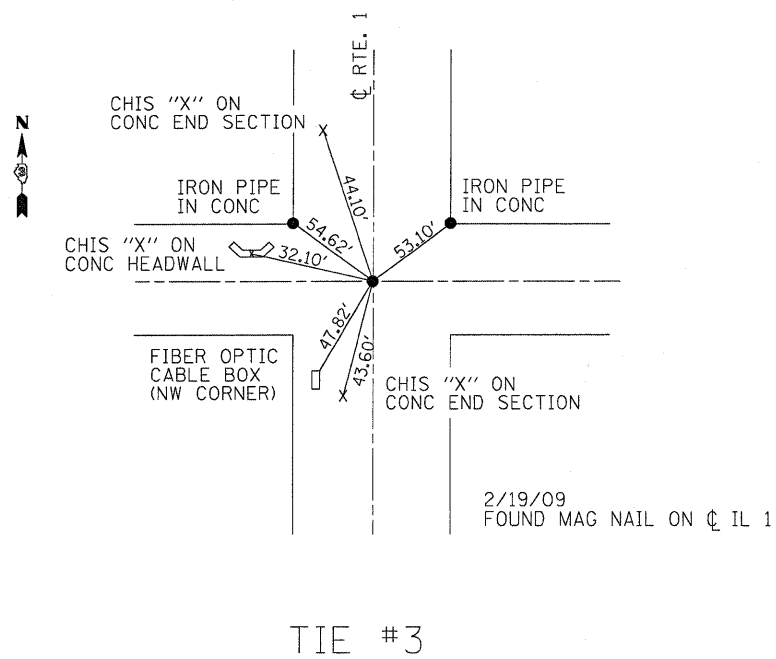 ℄ RTE. 1
CHIS "X" ON
CONC END SECTION
N
44.10'
IRON PIPE
IN CONC
IRON PIPE
IN CONC
54.62'
53.10'
CHIS "X" ON
CONC HEADWALL
32.10'
47.82'
43.60'
FIBER OPTIC
CABLE BOX
(NW CORNER)
CHIS "X" ON
CONC END SECTION
2/19/09
FOUND MAG NAIL ON ℄ IL 1
TIE #3